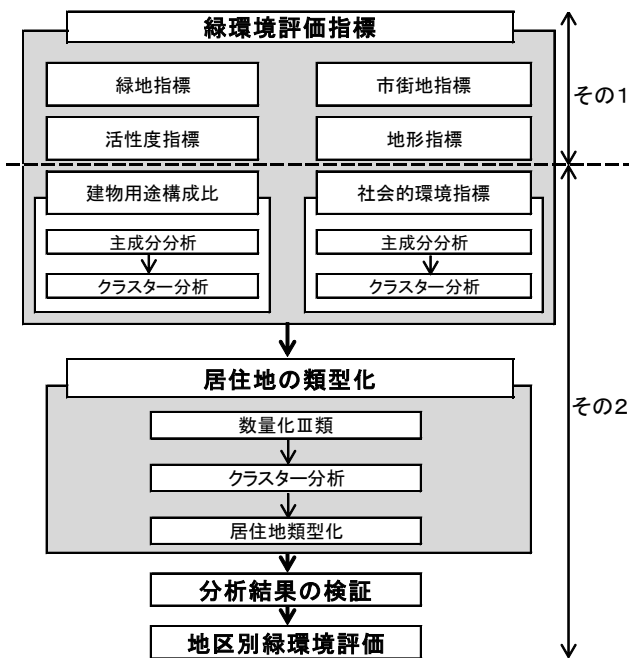 緑環境評価指標
緑地指標
市街地指標
その1
活性度指標
地形指標
建物用途構成比
社会的環境指標
主成分分析
主成分分析
クラスター分析
クラスター分析
居住地の類型化
その2
数量化Ⅲ類
クラスター分析
居住地類型化
分析結果の検証
地区別緑環境評価